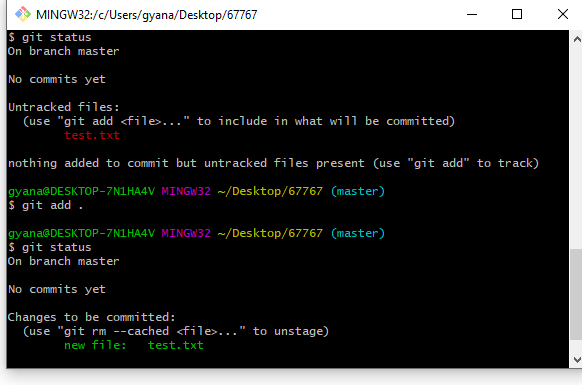 MINGW32:/c/Users/gyana/Desktop/67767
$ git status
On branch master
No commits yet
Untracked files:
(use "git add <file>..." to include in what will be committed)
test.txt
nothing added to commit but untracked files present (use "git add" to track)
gyana@DESKTOP-7N1HA4V MINGW32 ~/Desktop/67767 (master)
$ git add .
gyana@DESKTOP-7N1HA4V MINGW32 ~/Desktop/67767 (master)
$ git status
On branch master
No commits yet
Changes to be committed:
(use "git rm --cached <file>..." to unstage)
new file:   test.txt